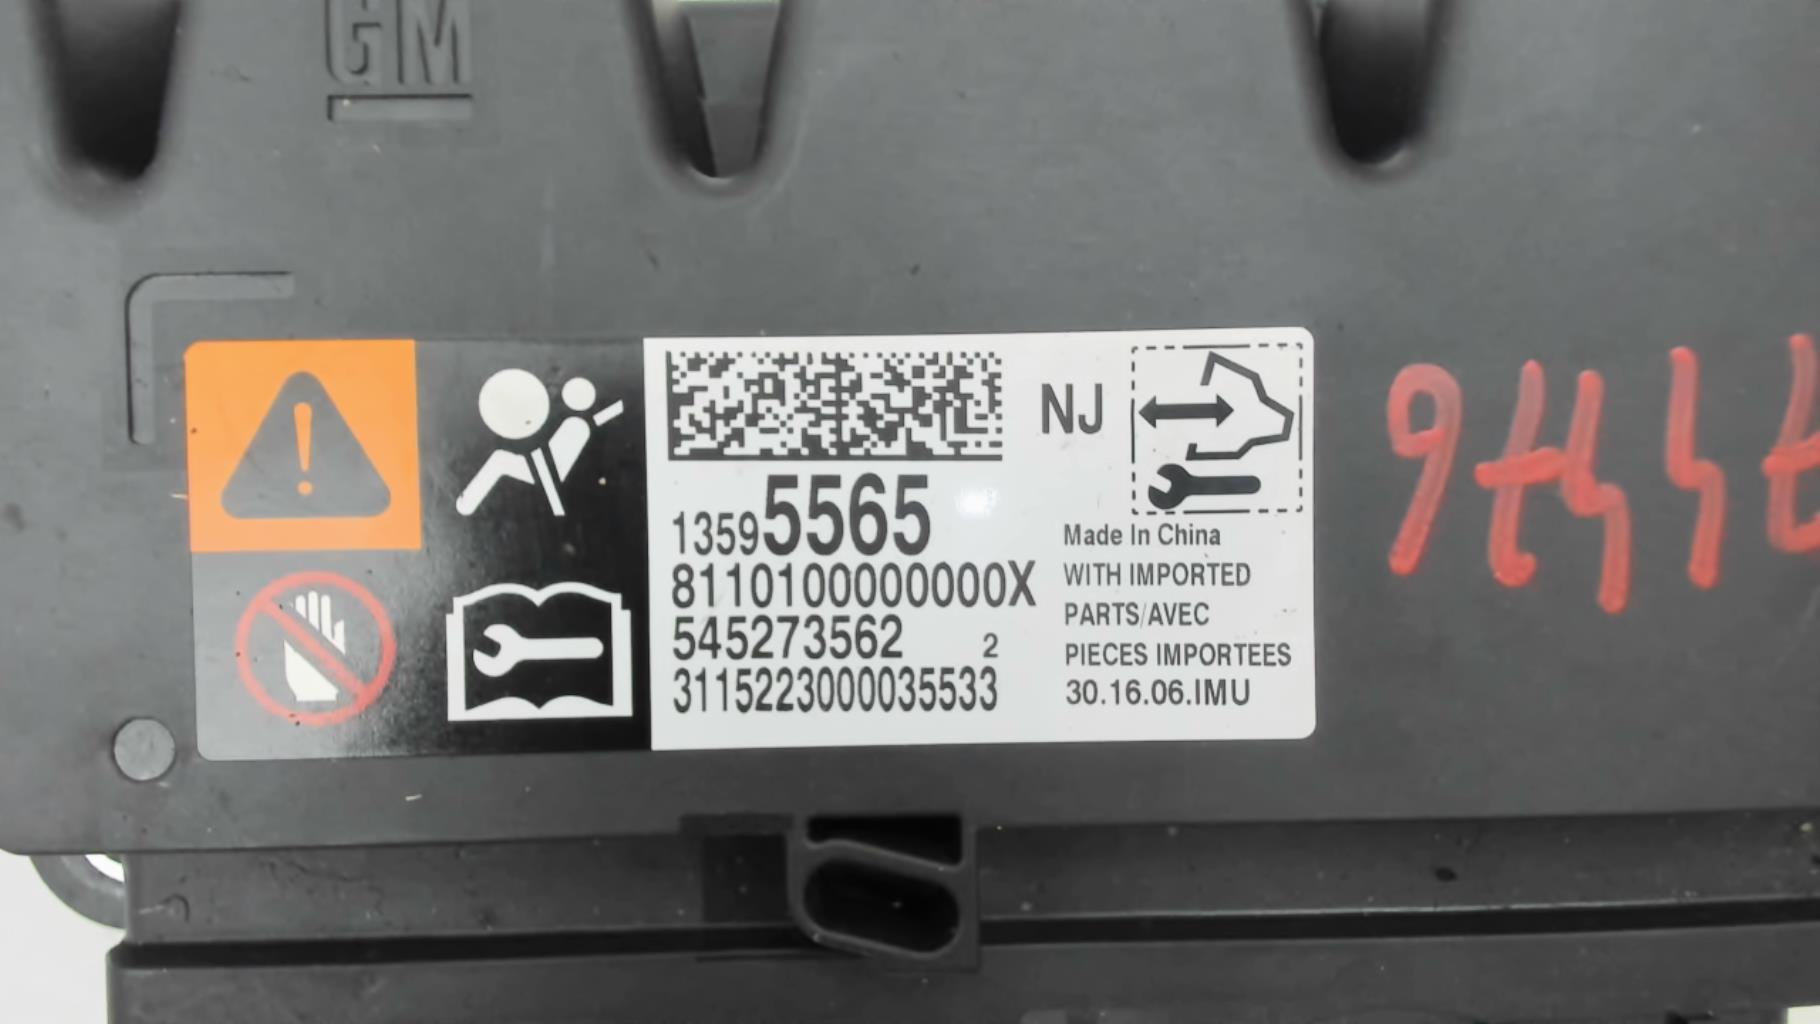 GM
NJ
13595565
8110100000000X
545273562 2
3115223000035533
Made In China
WITH IMPORTED
PARTS/AVEC
PIECES IMPORTEES
30.16.06.IMU